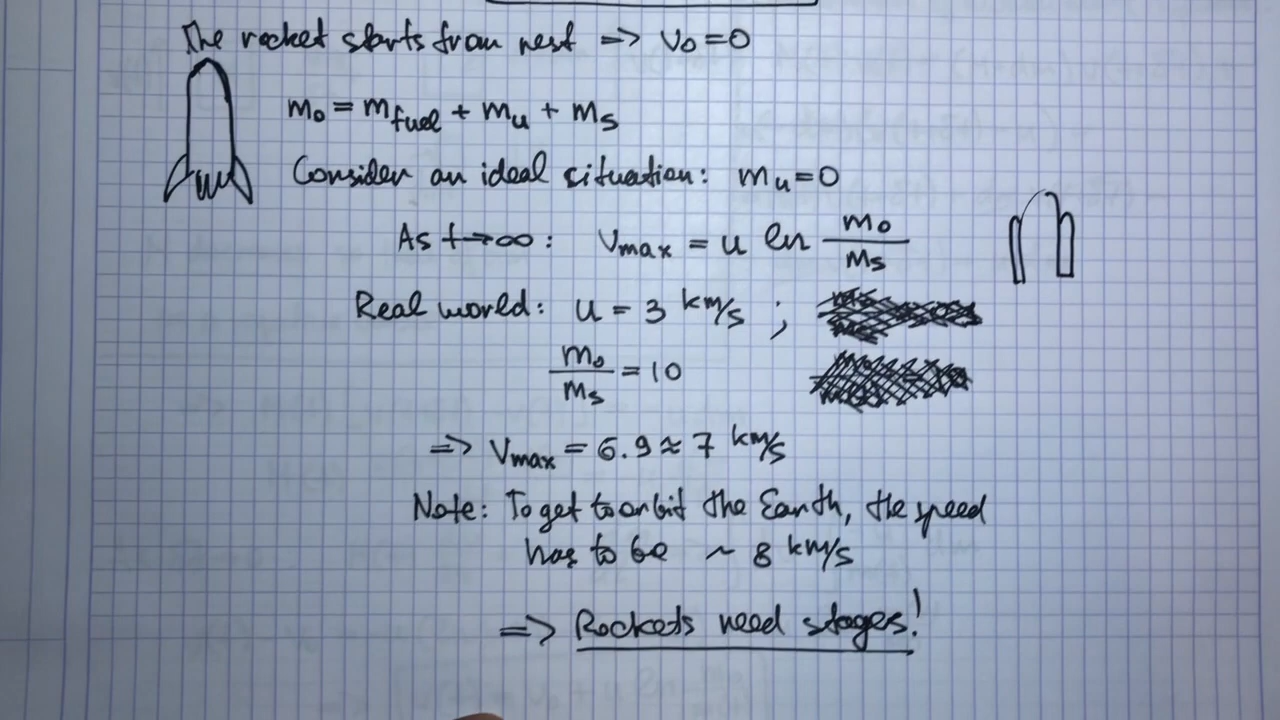 The rocket starts from rest => v₀ = 0
m₀ = m_fuel + m_u + m_s
Consider an ideal situation: m_u = 0
As t→∞: v_max = u ln m₀/m_s
Real world: u = 3 km/s ;
m₀/m_s = 10
=> v_max = 6.9 ≈ 7 km/s
Note: To get to orbit the Earth, the speed
has to be ~ 8 km/s
=> Rockets need stages!